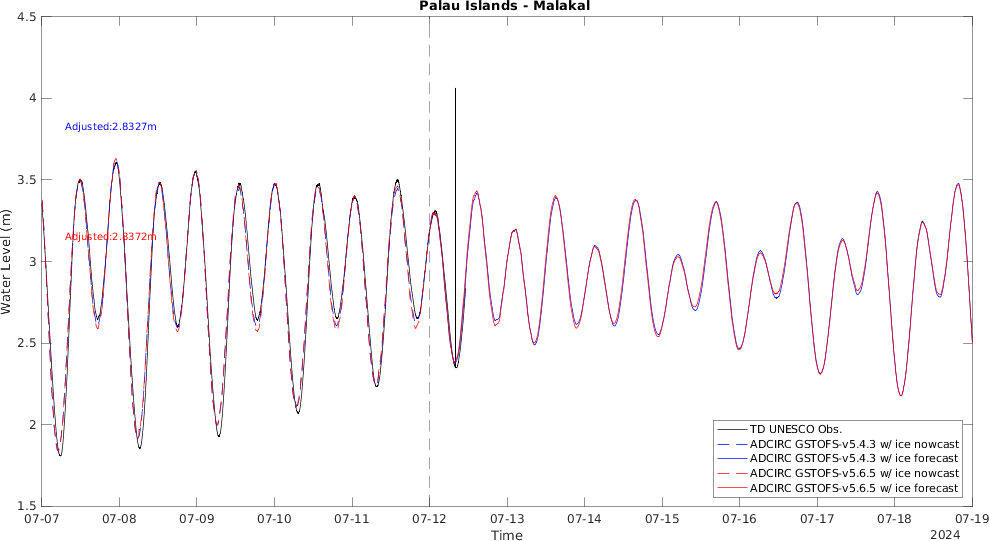 Palau Islands - Malakal
Water Level (m)
4.5
4
3.5
3
2.5
2
1.5
Adjusted:2.8327m
Adjusted:2.8372m
TD UNESCO Obs.
ADCIRC GSTOFS-v5.4.3 w/ ice nowcast
ADCIRC GSTOFS-v5.4.3 w/ ice forecast
ADCIRC GSTOFS-v5.6.5 w/ ice nowcast
ADCIRC GSTOFS-v5.6.5 w/ ice forecast
07-07 07-08 07-09 07-10 07-11 07-12 07-13 07-14 07-15 07-16 07-17 07-18 07-19
Time
2024